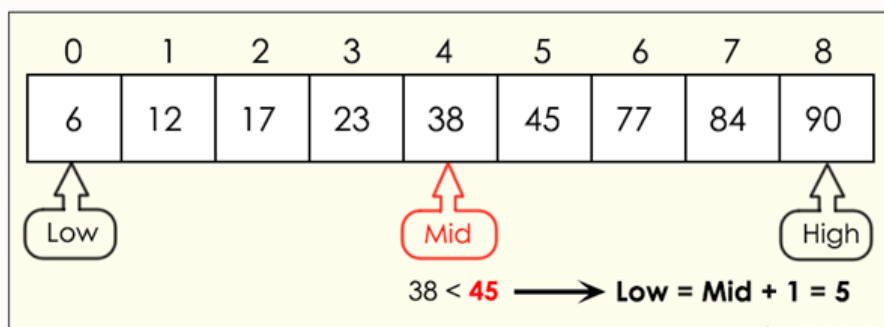 0 1 2 3 4 5 6 7 8
6 12 17 23 38 45 77 84 90
Low Mid High
38 < 45 → Low = Mid + 1 = 5